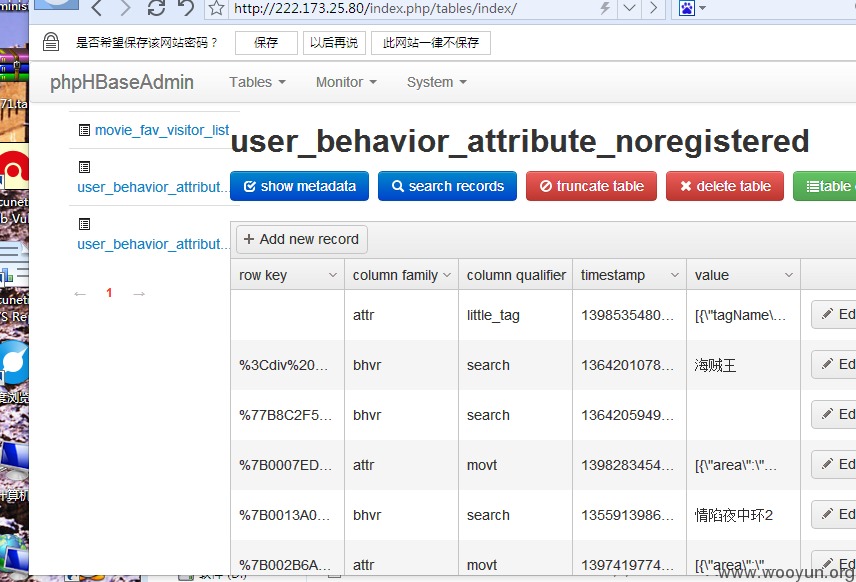 http://222.173.25.80/index.php/tables/index/
是否希望保存该网站密码？ 保存 以后再说 此网站一律不保存
phpHBaseAdmin Tables Monitor System
movie_fav_visitor_list
user_behavior_attribut...
user_behavior_attribut...
← 1 →
user_behavior_attribute_noregistered
show metadata search records truncate table delete table table
Add new record
row key column family column qualifier timestamp value
attr little_tag 1398535480... [{\"tagName\... Ed
%3Cdiv%20... bhvr search 1364201078... 海贼王 Ed
%77B8C2F5... bhvr search 1364205949... Ed
%7B0007ED... attr movt 1398283454... [{\"area\":\"... Ed
%7B0013A0... bhvr search 1355913986... 情陷夜中环2 Ed
%7B002B6A... attr movt 1397419774... [{\"area\":\" Ed
www.wooyun.org